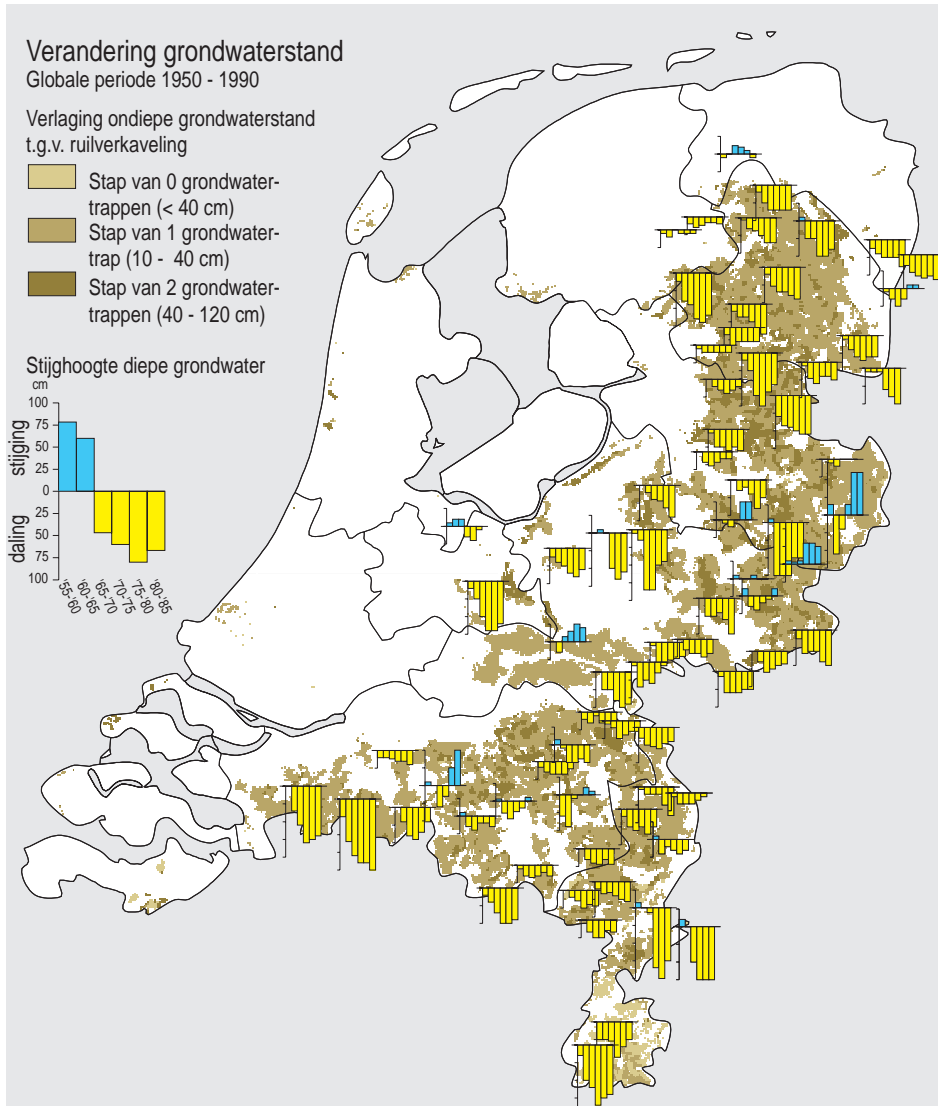 Verandering grondwaterstand
Globale periode 1950 - 1990
Verlaging ondiepe grondwaterstand
t.g.v. ruilverkaveling
Stap van 0 grondwater-
trappen (< 40 cm)
Stap van 1 grondwater-
trap (10 - 40 cm)
Stap van 2 grondwater-
trappen (40 - 120 cm)
Stijghoogte diepe grondwater
cm
100
75
50
25
0
25
50
75
100
stijging
daling
'55-'60
'60-'65
'65-'70
'70-'75
'75-'80
'80-'85